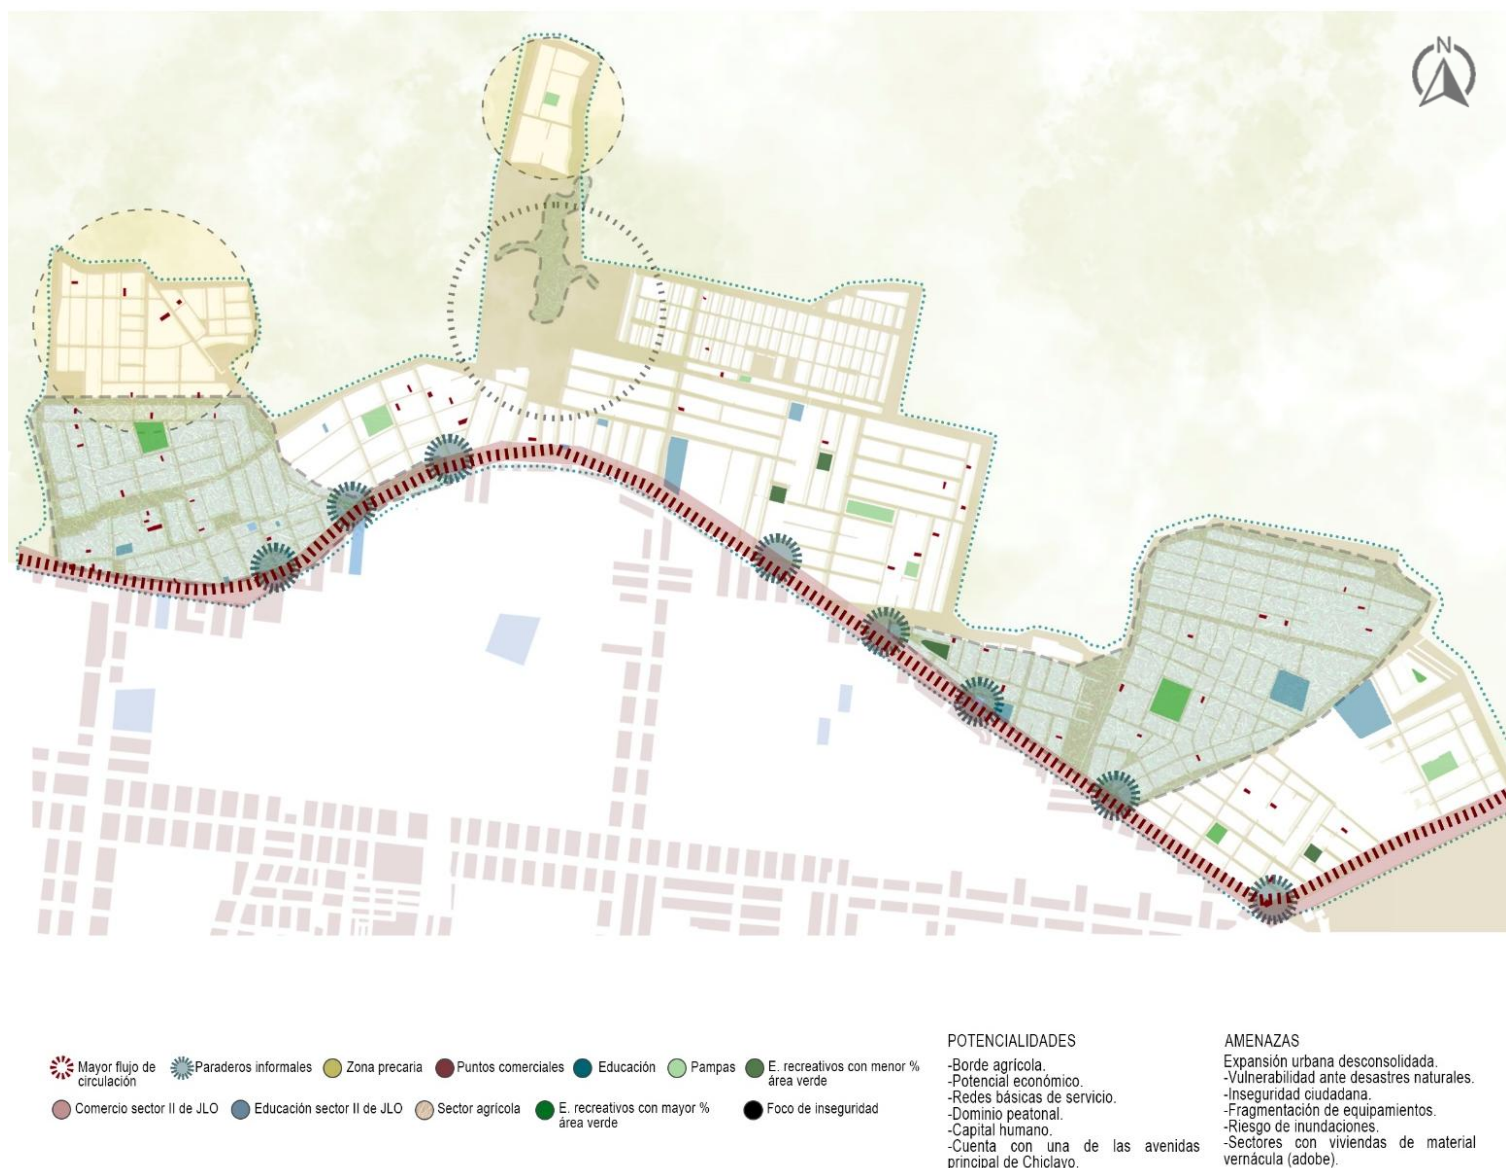 N
Mayor flujo de
circulación
Paraderos informales
Zona precaria
Puntos comerciales
Educación
Pampas
E. recreativos con menor %
área verde
Comercio sector II de JLO
Educación sector II de JLO
Sector agrícola
E. recreativos con mayor %
área verde
Foco de inseguridad
POTENCIALIDADES
-Borde agrícola.
-Potencial económico.
-Redes básicas de servicio.
-Dominio peatonal.
-Capital humano.
-Cuenta con una de las avenidas
principal de Chiclayo.
AMENAZAS
Expansión urbana desconsolidada.
-Vulnerabilidad ante desastres naturales.
-Inseguridad ciudadana.
-Fragmentación de equipamientos.
-Riesgo de inundaciones.
-Sectores con viviendas de material
vernácula (adobe).